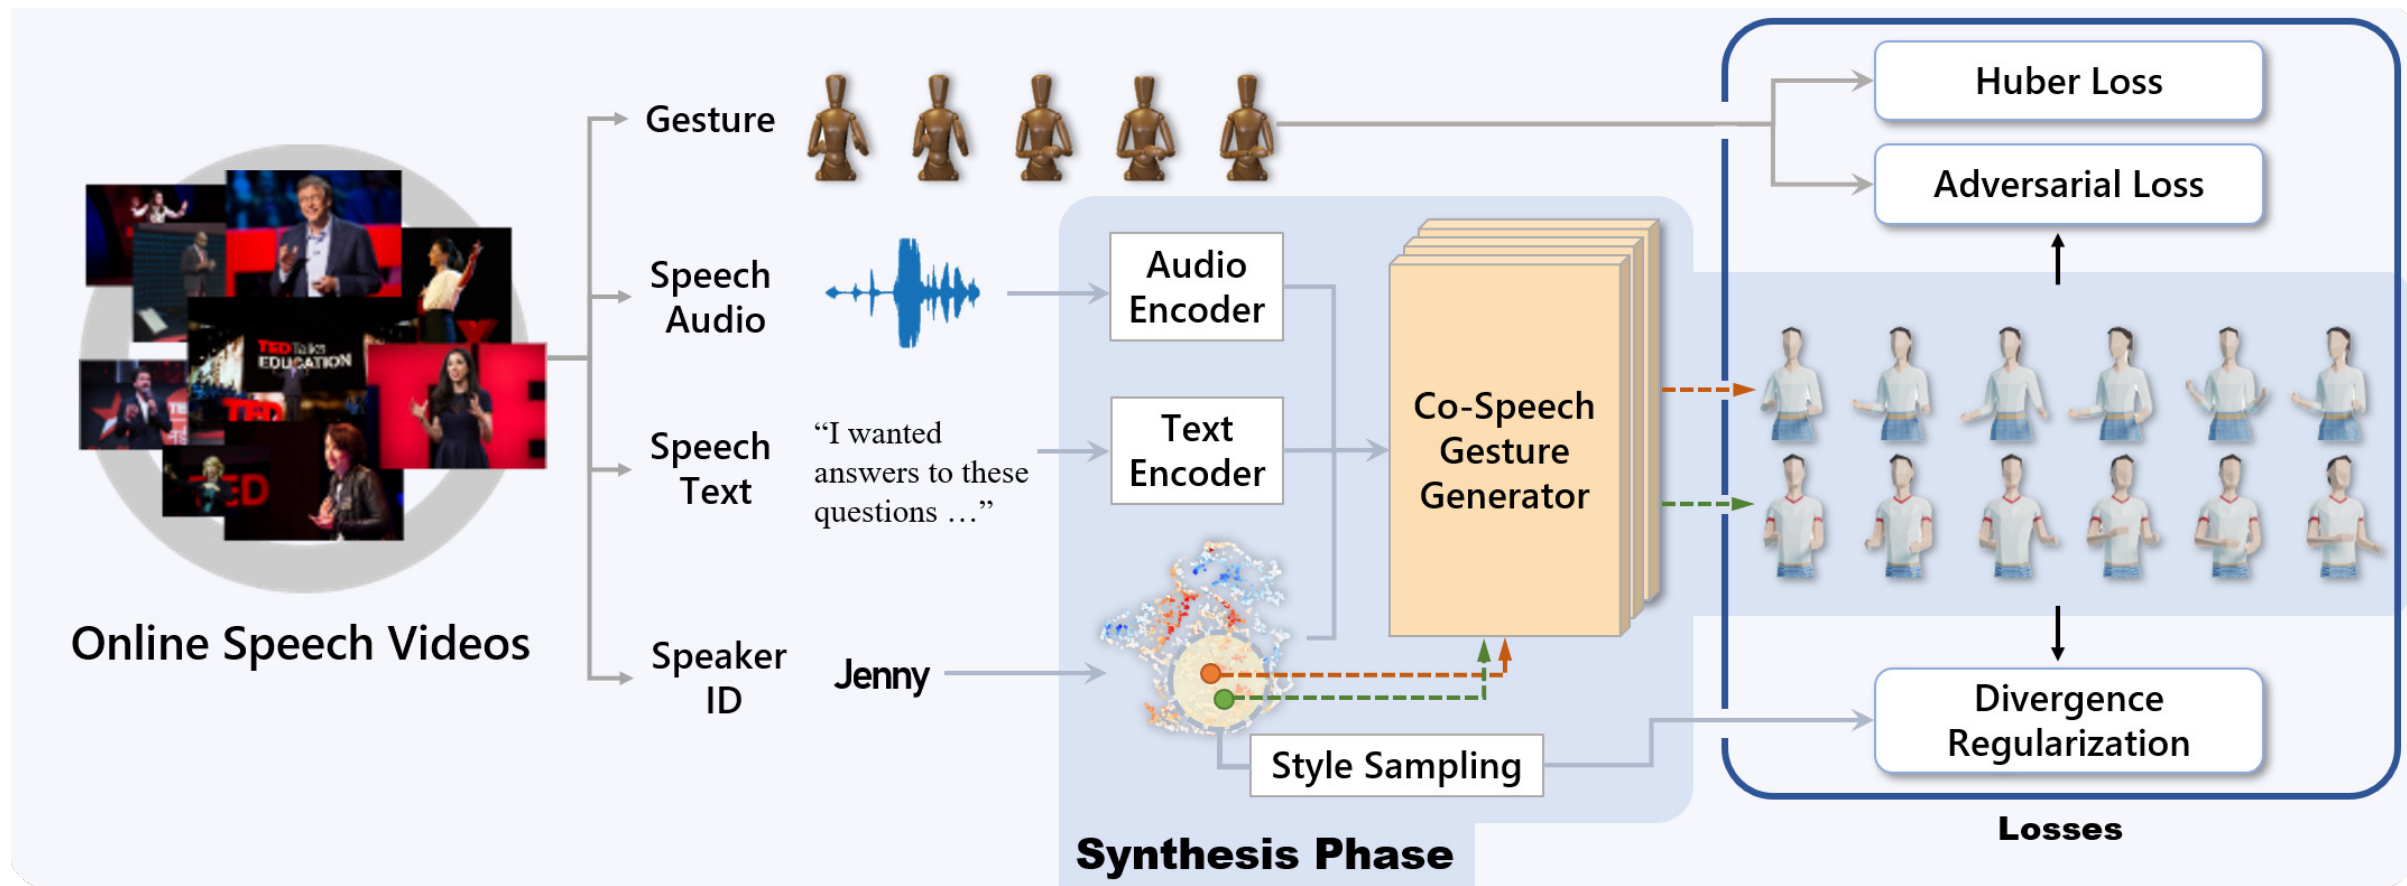 Online Speech Videos
TED Talks
EDUCATION
TED
TED
Gesture
Speech
Audio
Speech
Text
Speaker
ID
“I wanted
answers to these
questions …”
Jenny
Audio
Encoder
Text
Encoder
Style Sampling
Co-Speech
Gesture
Generator
Synthesis Phase
Huber Loss
Adversarial Loss
Divergence
Regularization
Losses